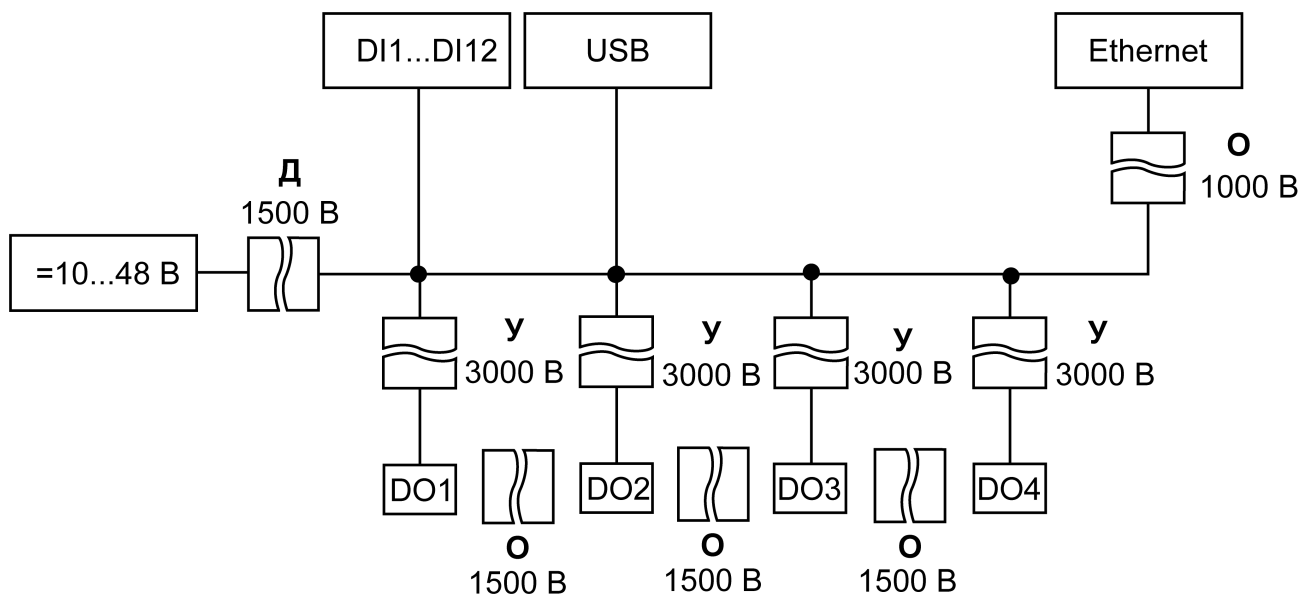 DI1...DI12
USB
Ethernet
О
1000 В
Д
1500 В
=10...48 В
У
3000 В
У
3000 В
У
3000 В
У
3000 В
DO1
DO2
DO3
DO4
О
1500 В
О
1500 В
О
1500 В